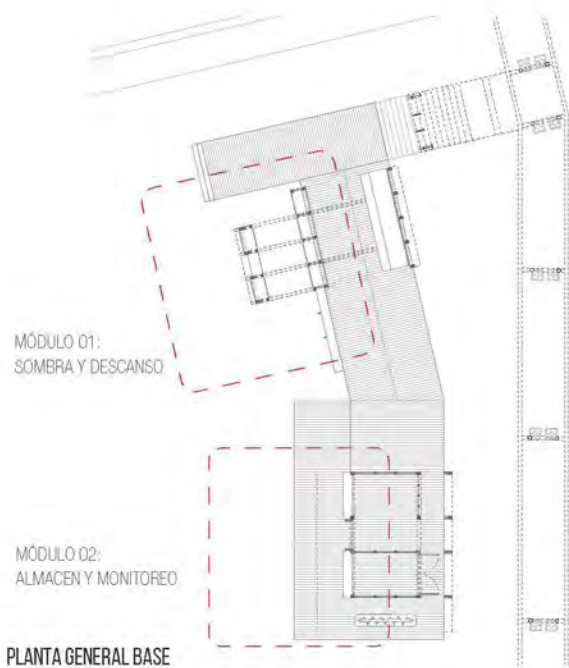 MÓDULO 01:
SOMBRA Y DESCANSO
MÓDULO 02:
ALMACEN Y MONITOREO
PLANTA GENERAL BASE